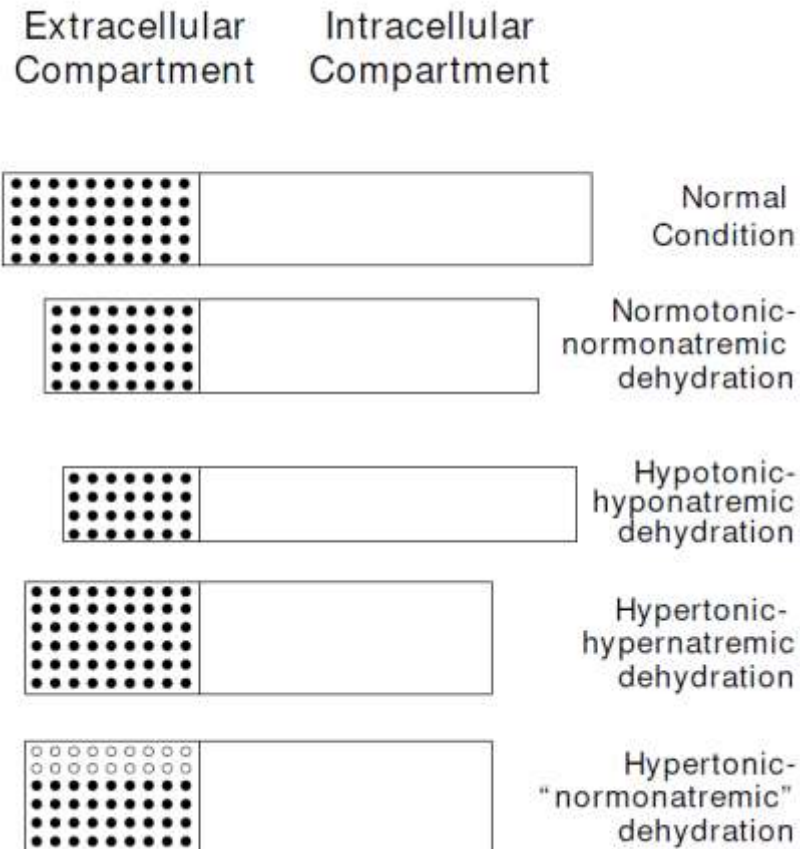 Extracellular
Compartment
Intracellular
Compartment
Normal
Condition
Normotonic-
normonatremic
dehydration
Hypotonic-
hyponatremic
dehydration
Hypertonic-
hypernatremic
dehydration
Hypertonic-
“normonatremic”
dehydration